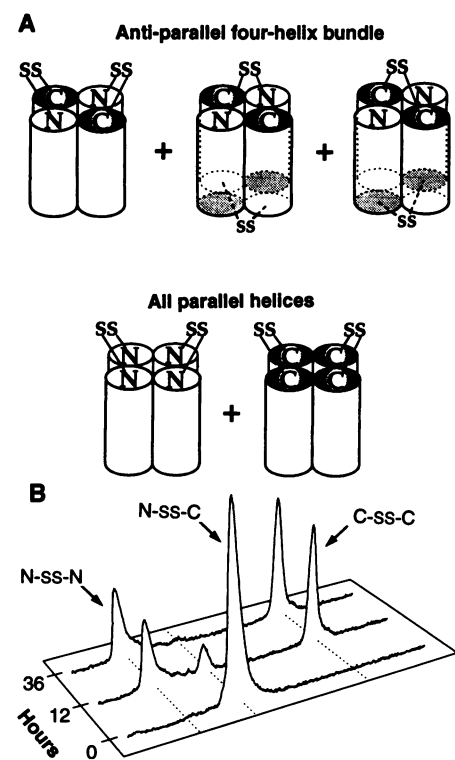 A
Anti-parallel four-helix bundle
SS SS SS SS
C N C N C N
N C N C N C
+ +
SS SS
All parallel helices
SS SS SS SS
N N C C
N N C C
+
B
N-SS-C
C-SS-C
N-SS-N
36
12
0
Hours